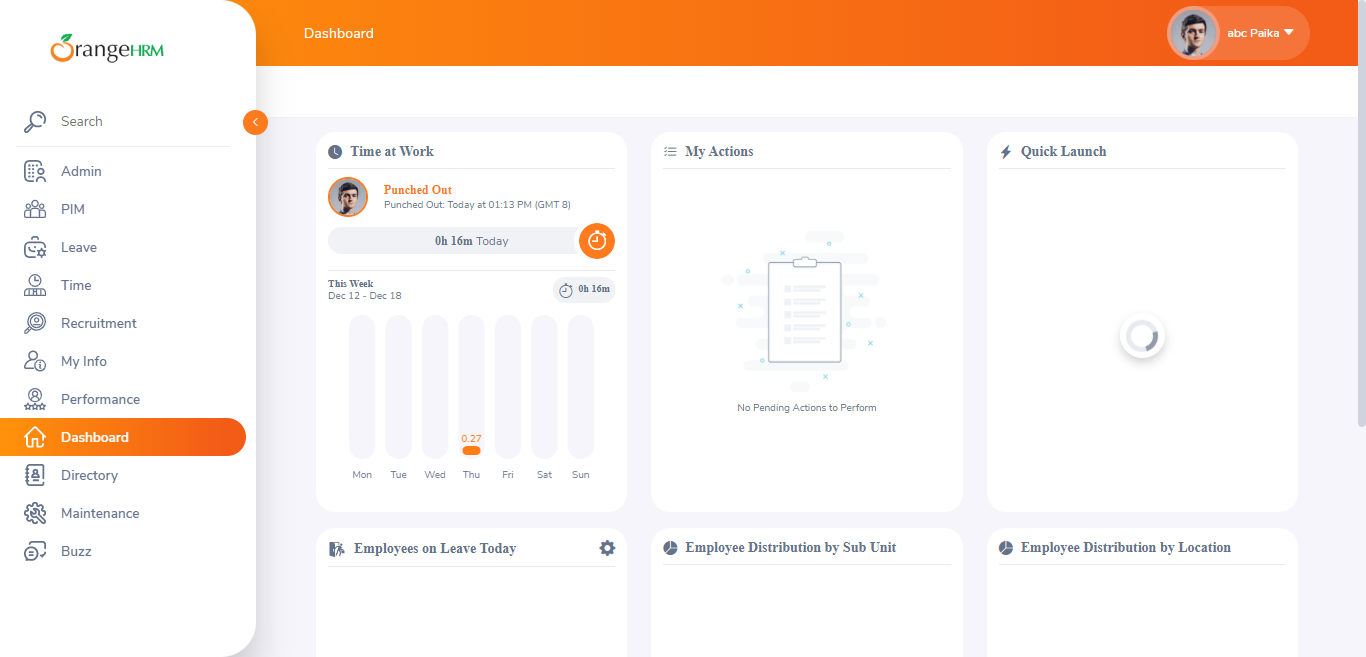 OrangeHRM
Search
Admin
PIM
Leave
Time
Recruitment
My Info
Performance
Dashboard
Directory
Maintenance
Buzz
Dashboard
abc Paika
Time at Work
Punched Out
Punched Out: Today at 01:13 PM (GMT 8)
0h 16m Today
This Week
Dec 12 - Dec 18
0h 16m
0.27
Mon Tue Wed Thu Fri Sat Sun
My Actions
No Pending Actions to Perform
Quick Launch
Employees on Leave Today
Employee Distribution by Sub Unit
Employee Distribution by Location